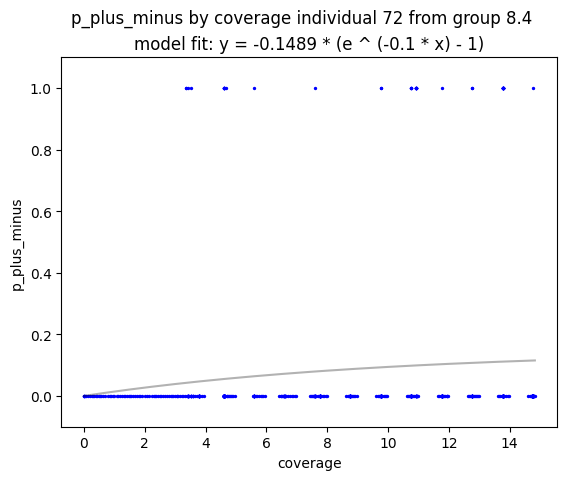 p_plus_minus by coverage individual 72 from group 8.4
model fit: y = -0.1489 * (e ^ (-0.1 * x) - 1)
1.0
0.8
0.6
0.4
0.2
0.0
p_plus_minus
0 2 4 6 8 10 12 14
coverage